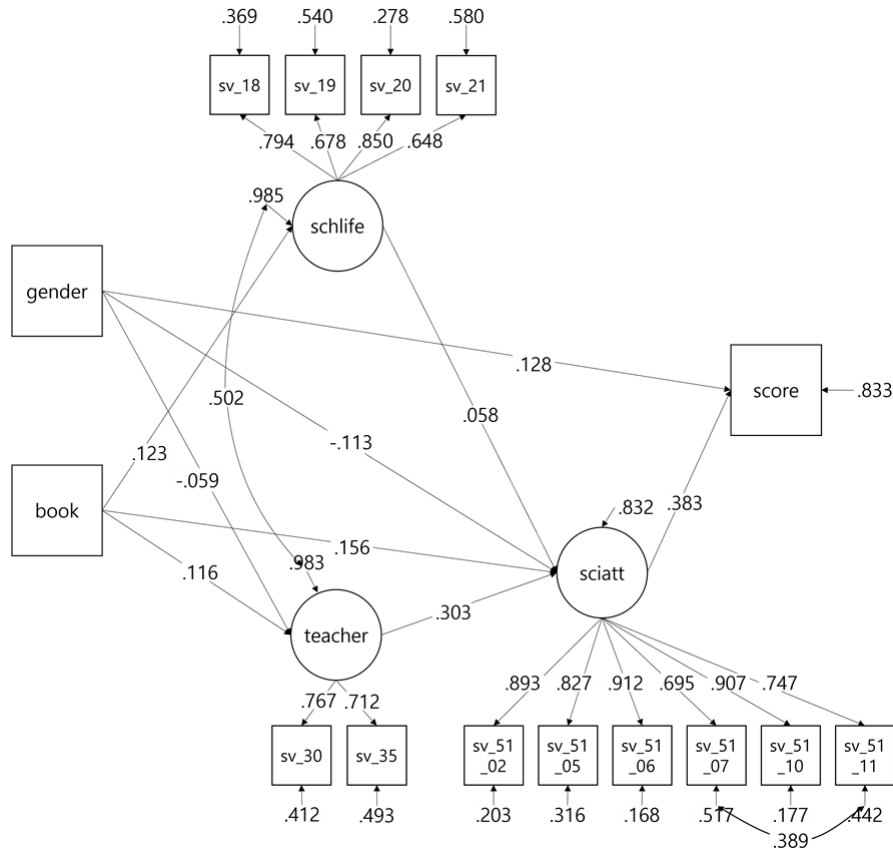 .369 .540 .278 .580
sv_18 sv_19 sv_20 sv_21
.794 .678 .850 .648
.985
schlife
gender
.128
score
.833
.502
.058
-.113
.123
-.059
book
.383
.832
.156
.983
.116
sciatt
.303
teacher
.767 .712
.893 .827 .912 .695 .907 .747
sv_30 sv_35
sv_51 sv_51 sv_51 sv_51 sv_51 sv_51
_02 _05 _06 _07 _10 _11
.412 .493 .203 .316 .168 .517 .177 .442
.389